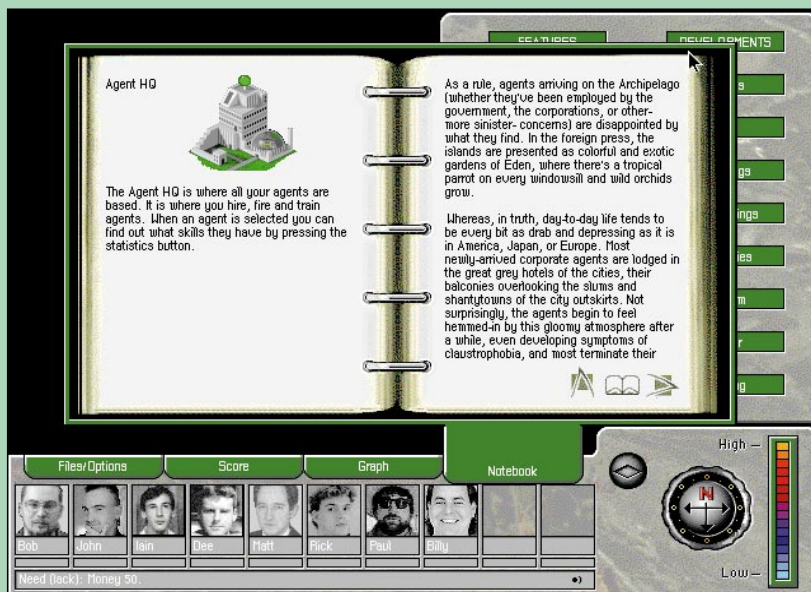 FEATURES
DEVELOPMENTS
Agent HQ
The Agent HQ is where all your agents are
based. It is where you hire, fire and train
agents. When an agent is selected you can
find out what skills they have by pressing the
statistics button.
As a rule, agents arriving on the Archipelago
(whether they've been employed by the
government, the corporations, or other-
more sinister- concerns) are disappointed by
what they find. In the foreign press, the
islands are presented as colorful and exotic
gardens of Eden, where there's a tropical
parrot on every windowsill and wild orchids
grow.
Whereas, in truth, day-to-day life tends to
be every bit as drab and depressing as it is
in America, Japan, or Europe. Most
newly-arrived corporate agents are lodged in
the great grey hotels of the cities, their
balconies overlooking the slums and
shantytowns of the city outskirts. Not
surprisingly, the agents begin to feel
hemmed-in by this gloomy atmosphere after
a while, even developing symptoms of
claustrophobia, and most terminate their
Files/Options
Score
Graph
Notebook
Bob
John
Iain
Dee
Matt
Rick
Paul
Billy
Need (lack): Money 50.
High
N
Low